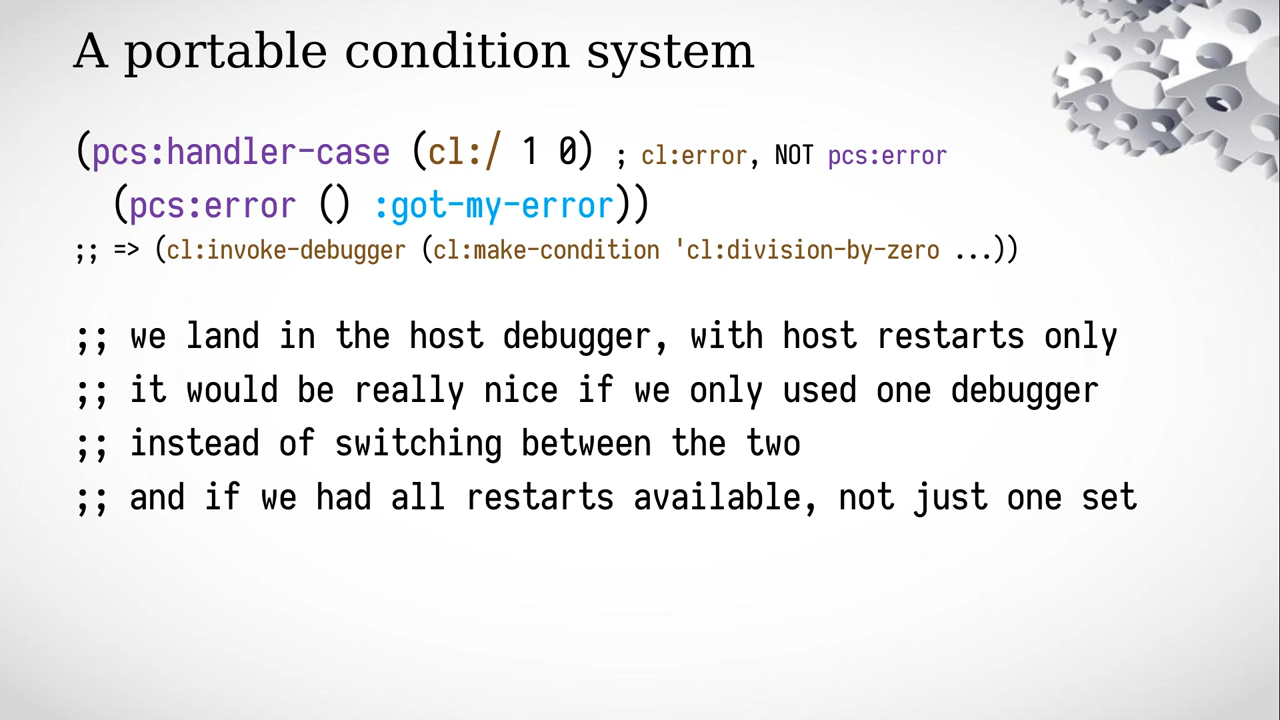 A portable condition system
(pcs:handler-case (cl:/ 1 0) ; cl:error, NOT pcs:error
(pcs:error () :got-my-error))
;; => (cl:invoke-debugger (cl:make-condition 'cl:division-by-zero ...))
;; we land in the host debugger, with host restarts only
;; it would be really nice if we only used one debugger
;; instead of switching between the two
;; and if we had all restarts available, not just one set